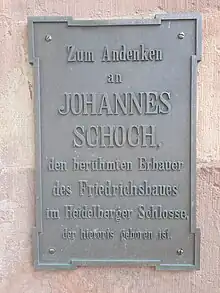 Zum Andenken
an
JOHANNES
SCHOCH,
den berühmten Erbauer
des Friedrichsbaues
im Heidelberger Schlosse,
der hierorts geboren ist.